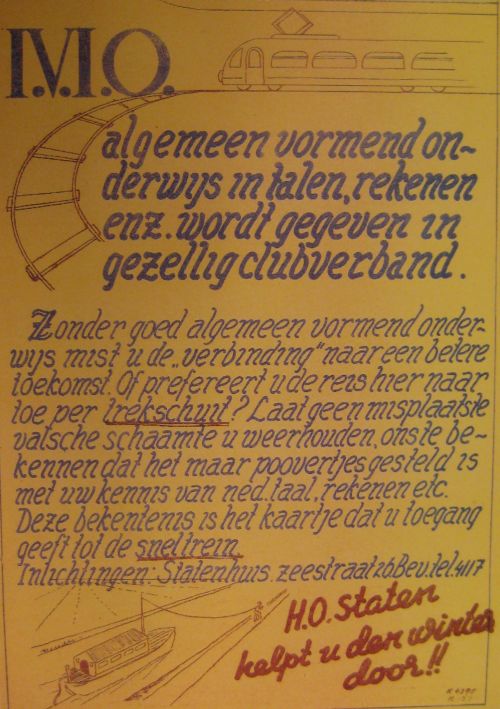 I.V.I.O.
algemeen vormend on-
derwijs in talen, rekenen
enz. wordt gegeven in
gezellig clubverband.
Zonder goed algemeen vormend onder-
wijs mist u de „verbinding" naar een betere
toekomst. Of prefereert u de reis hier naar
toe per trekschuit? Laat geen misplaatste
valsche schaamte u weerhouden, ons te be-
kennen dat het maar poovertjes gesteld is
met uw kennis van ned. taal, rekenen etc.
Deze bekentenis is het kaartje dat u toegang
geeft tot de sneltrein
Inlichtingen: Statenhuis. zeestraat 26. Bev. tel. 4117
H.O. Staten
helpt u den winter
door!!